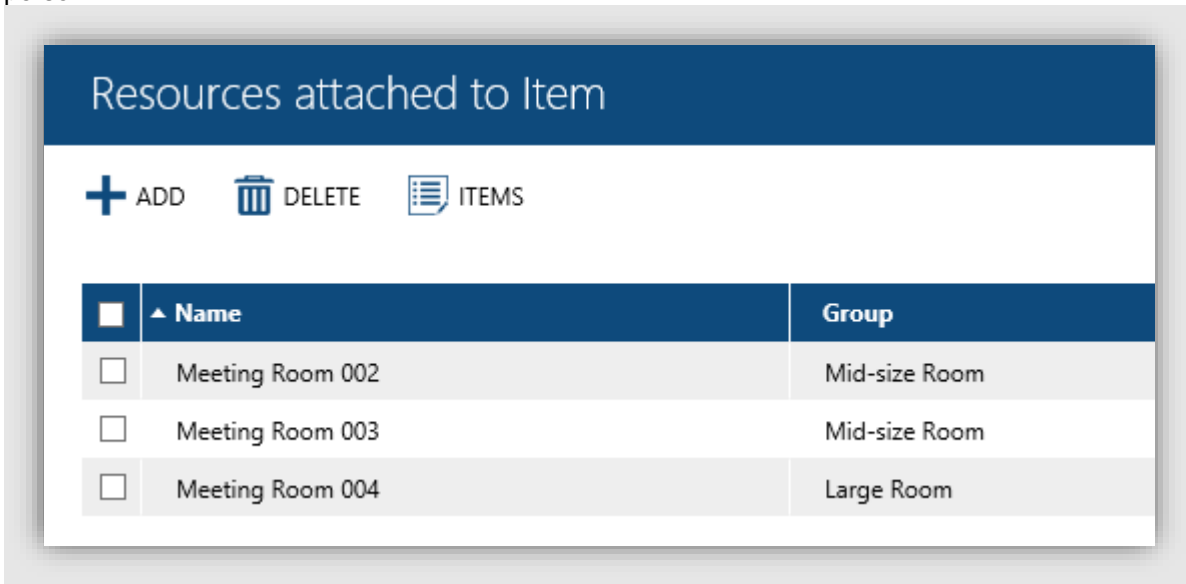 Resources attached to Item
ADD DELETE ITEMS
Name Group
Meeting Room 002 Mid-size Room
Meeting Room 003 Mid-size Room
Meeting Room 004 Large Room